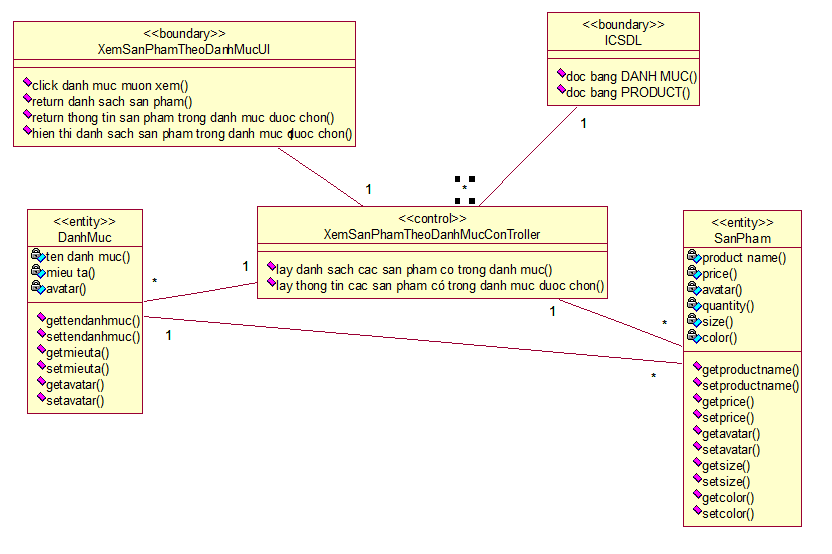 <<boundary>>
XemSanPhamTheoDanhMucUI
click danh muc muon xem()
return danh sach san pham()
return thong tin san pham trong danh muc duoc chon()
hien thi danh sach san pham trong danh muc duoc chon()
<<boundary>>
ICSDL
doc bang DANH MUC()
doc bang PRODUCT()
1
1
*
<<entity>>
DanhMuc
ten danh muc()
mieu ta()
avatar()
gettendanhmuc()
settendanhmuc()
getmieuta()
setmieuta()
getavatar()
setavatar()
*
1
<<control>>
XemSanPhamTheoDanhMucConTroller
lay danh sach cac san pham co trong danh muc()
lay thong tin cac san pham có trong danh muc duoc chon()
1
*
1
*
<<entity>>
SanPham
product name()
price()
avatar()
quantity()
size()
color()
getproductname()
setproductname()
getprice()
setprice()
getavatar()
setavatar()
getsize()
setsize()
getcolor()
setcolor()